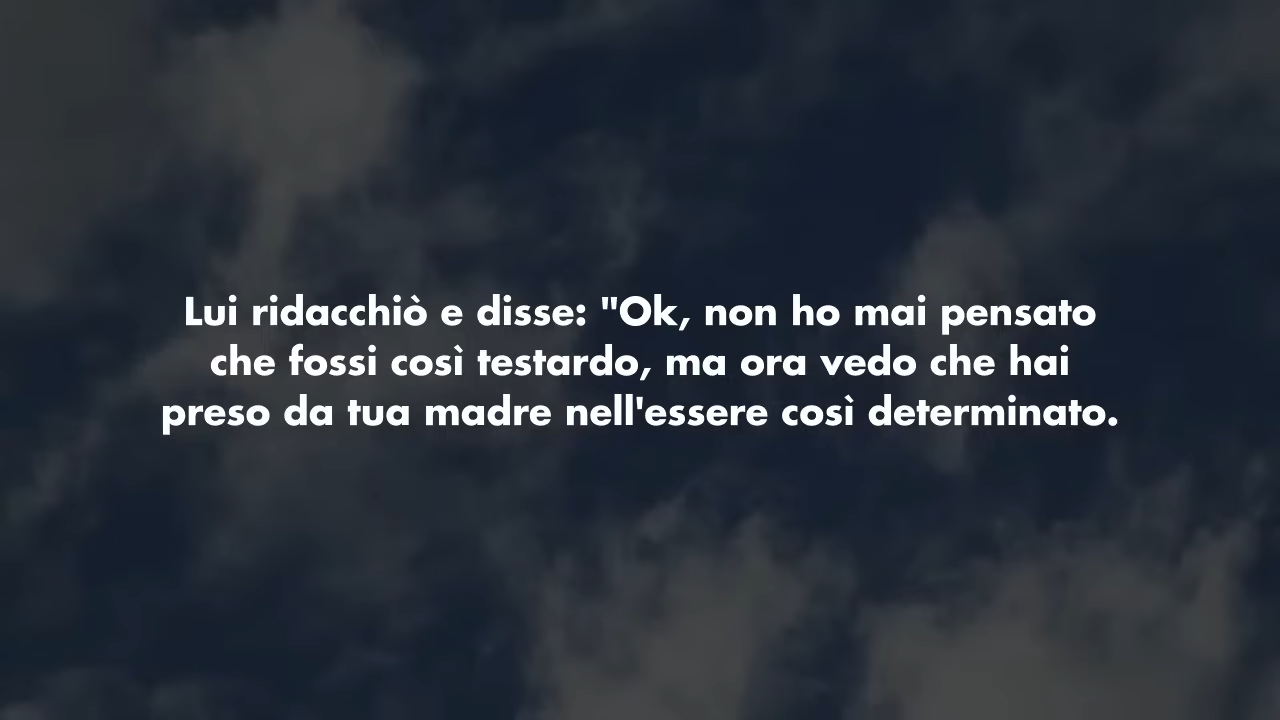 Lui ridacchiò e disse: "Ok, non ho mai pensato
che fossi così testardo, ma ora vedo che hai
preso da tua madre nell'essere così determinato.